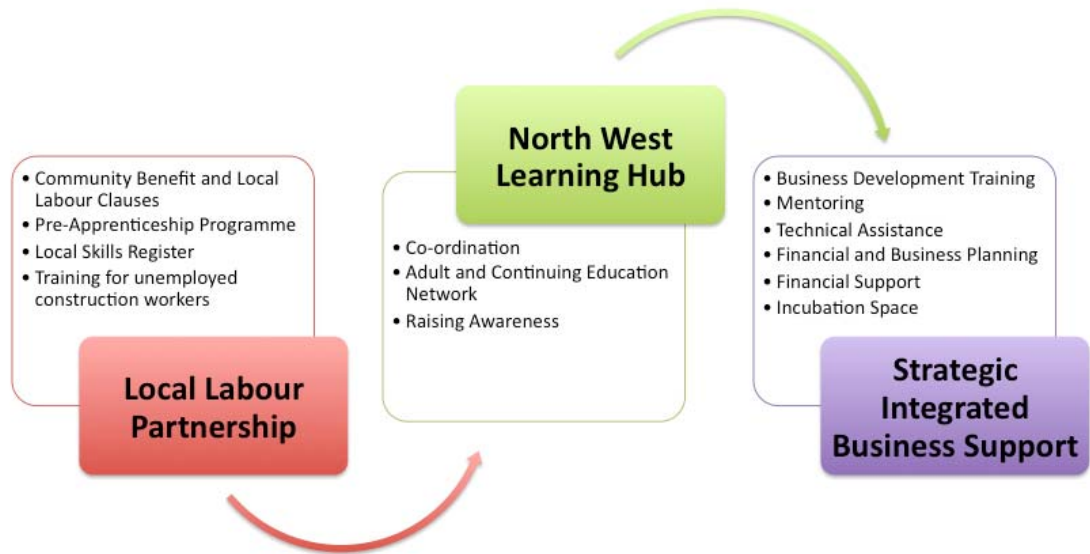 • Community Benefit and Local
Labour Clauses
• Pre-Apprenticeship Programme
• Local Skills Register
• Training for unemployed
construction workers
Local Labour
Partnership
North West
Learning Hub
• Co-ordination
• Adult and Continuing Education
Network
• Raising Awareness
• Business Development Training
• Mentoring
• Technical Assistance
• Financial and Business Planning
• Financial Support
• Incubation Space
Strategic
Integrated
Business Support